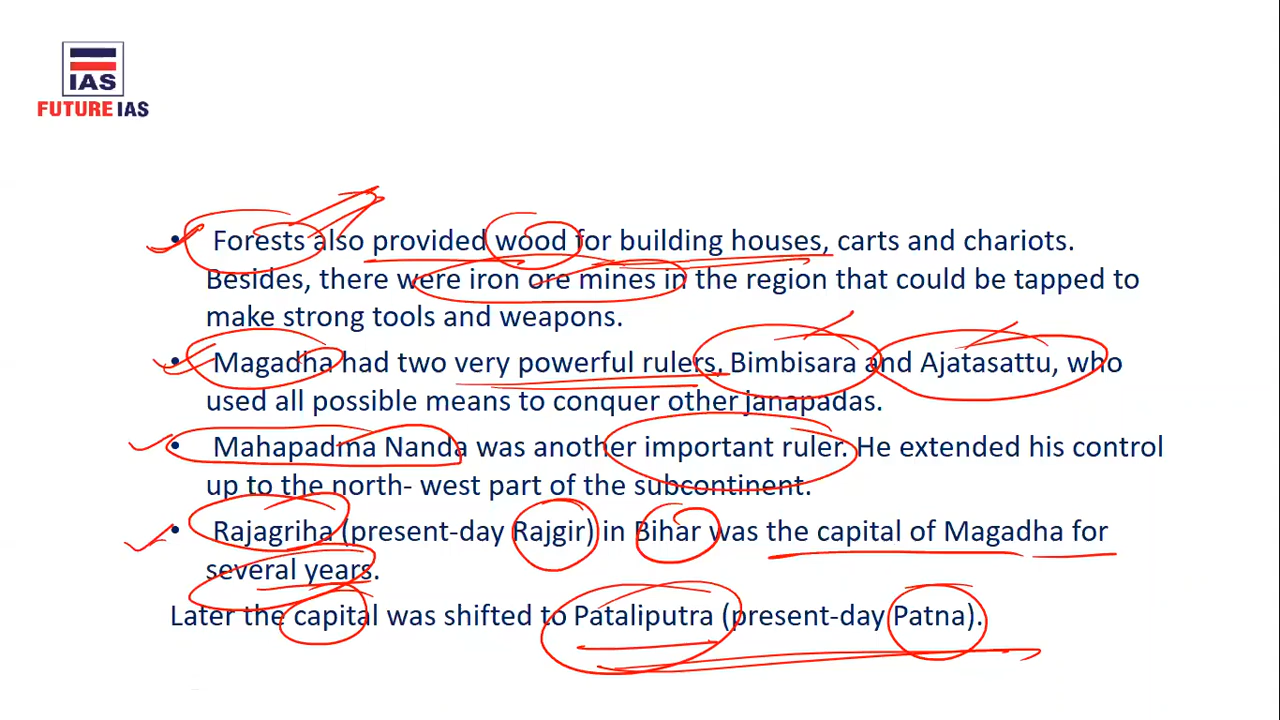 IAS
FUTURE IAS
• Forests also provided wood for building houses, carts and chariots.
Besides, there were iron ore mines in the region that could be tapped to
make strong tools and weapons.
• Magadha had two very powerful rulers, Bimbisara and Ajatasattu, who
used all possible means to conquer other janapadas.
• Mahapadma Nanda was another important ruler. He extended his control
up to the north- west part of the subcontinent.
• Rajagriha (present-day Rajgir) in Bihar was the capital of Magadha for
several years.
Later the capital was shifted to Pataliputra (present-day Patna).